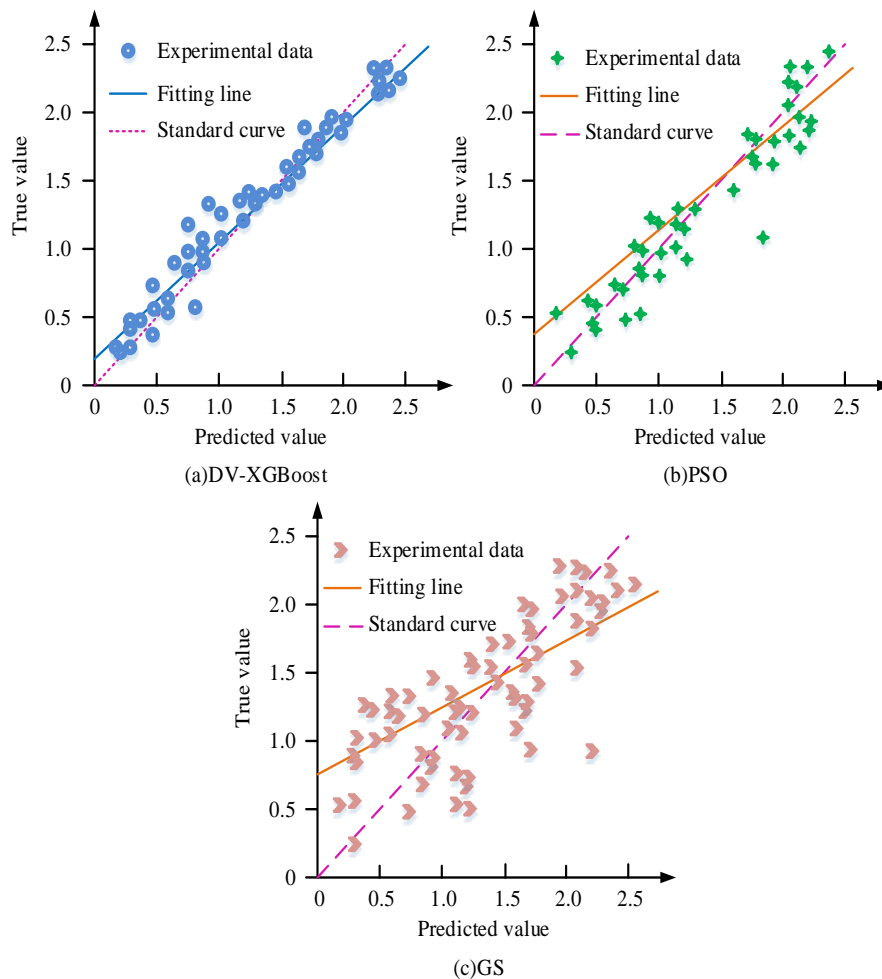 2.5
2.0
1.5
1.0
0.5
0
True value
Experimental data
Fitting line
Standard curve
0 0.5 1.0 1.5 2.0 2.5
Predicted value
(a)DV-XGBoost
2.5
2.0
1.5
1.0
0.5
0
True value
Experimental data
Fitting line
Standard curve
0 0.5 1.0 1.5 2.0 2.5
Predicted value
(b)PSO
2.5
2.0
1.5
1.0
0.5
0
True value
Experimental data
Fitting line
Standard curve
0 0.5 1.0 1.5 2.0 2.5
Predicted value
(c)GS